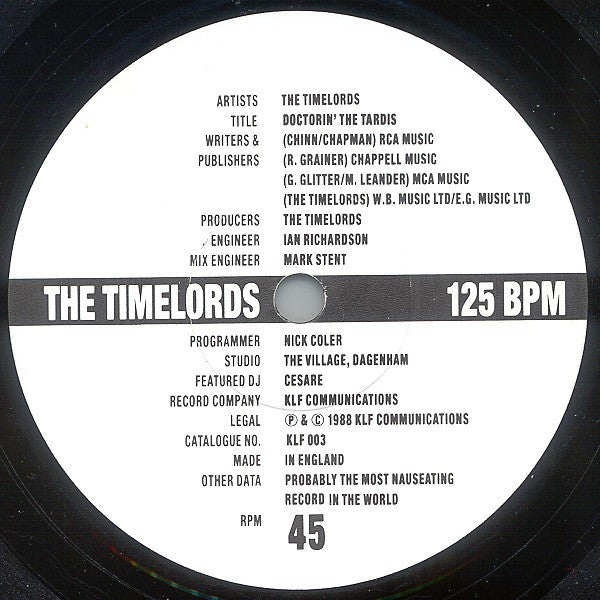 ARTISTS THE TIMELORDS
TITLE DOCTORIN' THE TARDIS
WRITERS & (CHINN/CHAPMAN) RCA MUSIC
PUBLISHERS (R. GRAINER) CHAPPELL MUSIC
(G. GLITTER/M. LEANDER) MCA MUSIC
(THE TIMELORDS) W.B. MUSIC LTD/E.G. MUSIC LTD
PRODUCERS THE TIMELORDS
ENGINEER IAN RICHARDSON
MIX ENGINEER MARK STENT
THE TIMELORDS 125 BPM
PROGRAMMER NICK COLER
STUDIO THE VILLAGE, DAGENHAM
FEATURED DJ CESARE
RECORD COMPANY KLF COMMUNICATIONS
LEGAL ℗ & © 1988 KLF COMMUNICATIONS
CATALOGUE NO. KLF 003
MADE IN ENGLAND
OTHER DATA PROBABLY THE MOST NAUSEATING
RECORD IN THE WORLD
RPM 45